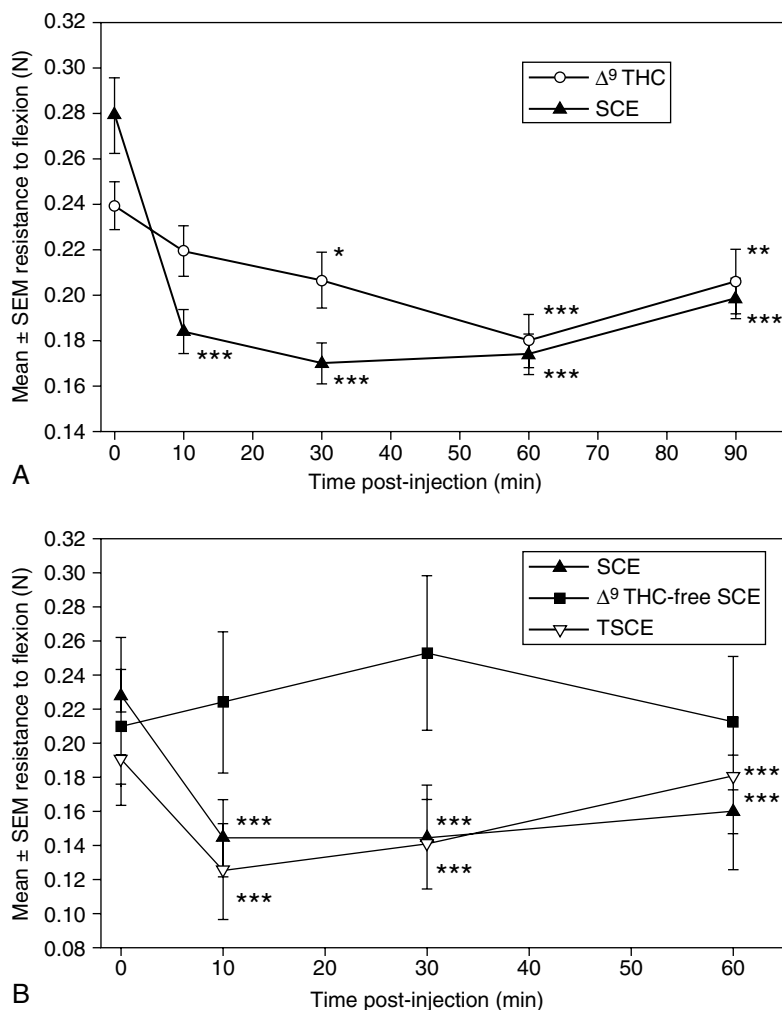 0.32
0.30
0.28
0.26
0.24
0.22
0.20
0.18
0.16
0.14
Mean ± SEM resistance to flexion (N)
Δ⁹ THC
SCE
*
**
***
***
***
***
***
0 10 20 30 40 50 60 70 80 90
Time post-injection (min)
A
0.32
0.30
0.28
0.26
0.24
0.22
0.20
0.18
0.16
0.14
0.12
0.10
0.08
Mean ± SEM resistance to flexion (N)
SCE
Δ⁹ THC-free SCE
TSCE
***
***
***
***
***
***
0 10 20 30 40 50 60
Time post-injection (min)
B